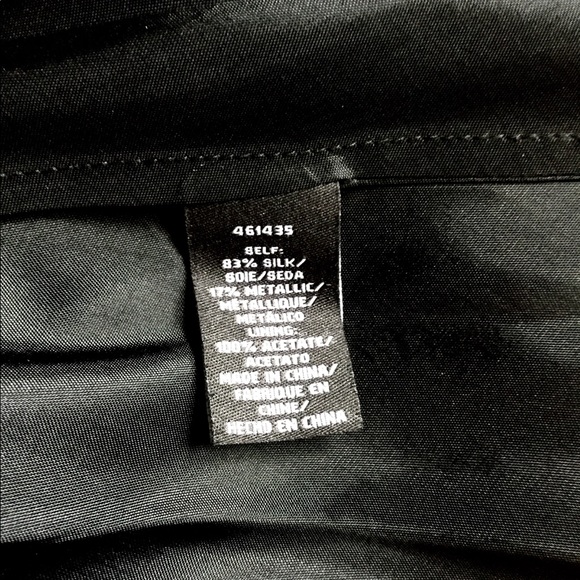 461435
SELF:
83% SILK/
SOIE/SEDA
17% METALLIC/
MÉTALLIQUE/
METÁLICO
LINING:
100% ACETATE/
ACETATO
MADE IN CHINA/
FABRIQUE EN
CHINE/
HECHO EN CHINA